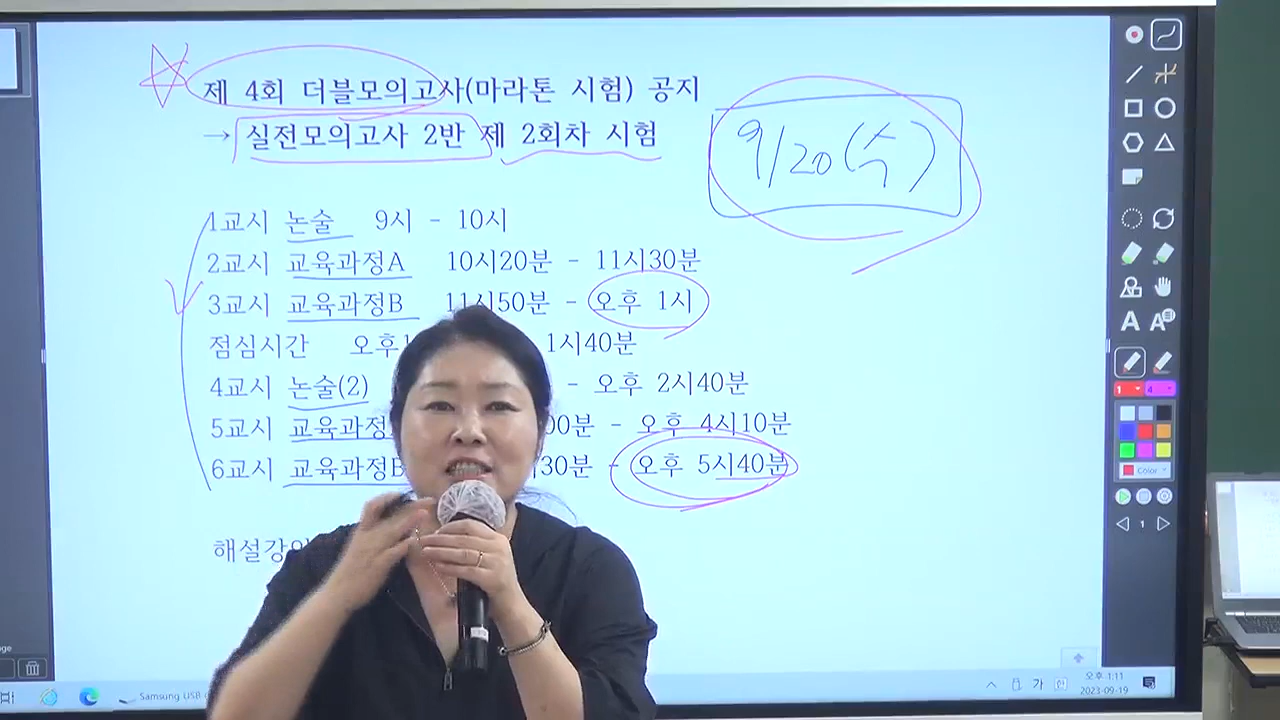 제 4회 더블모의고사(마라톤 시험) 공지
→ 실전모의고사 2반 제 2회차 시험
9/20(수)
1교시 논술 9시 - 10시
2교시 교육과정A 10시20분 - 11시30분
3교시 교육과정B 11시50분 - 오후 1시
점심시간 오후1 1시40분
4교시 논술(2) - 오후 2시40분
5교시 교육과정 00분 - 오후 4시10분
6교시 교육과정B 30분 - 오후 5시40분
해설강의
Color
1
Samsung USB
가
오후 1:11
2023-09-19